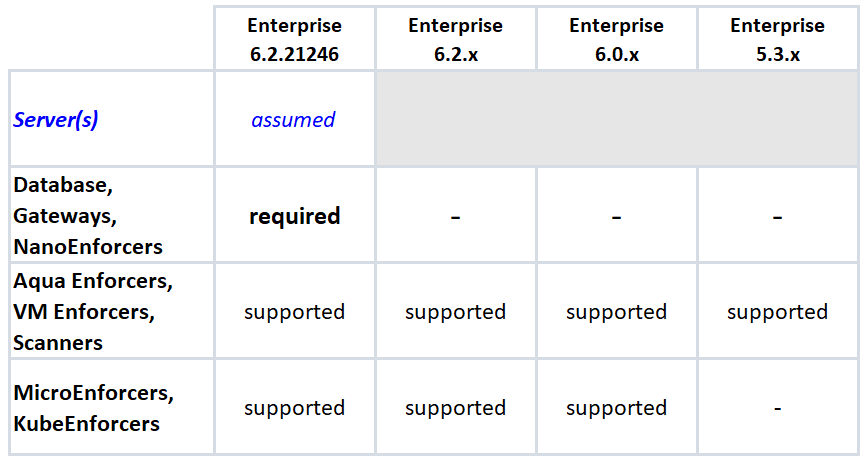 Enterprise 6.2.21246 Enterprise 6.2.x Enterprise 6.0.x Enterprise 5.3.x
Server(s) assumed
Database,
Gateways,
NanoEnforcers
required - - -
Aqua Enforcers,
VM Enforcers,
Scanners
supported supported supported supported
MicroEnforcers,
KubeEnforcers
supported supported supported -